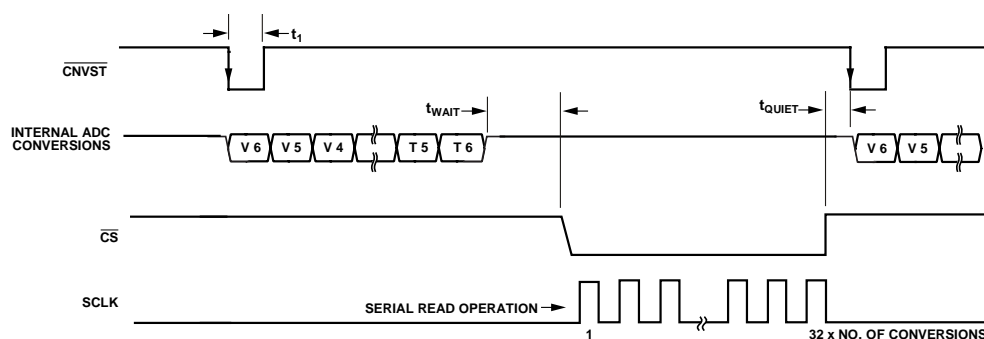 t1
CNVST
tWAIT
tQUIET
INTERNAL ADC
CONVERSIONS
V 6
V 5
V 4
T 5
T 6
V 6
V 5
CS
SCLK
SERIAL READ OPERATION
1
32 x NO. OF CONVERSIONS